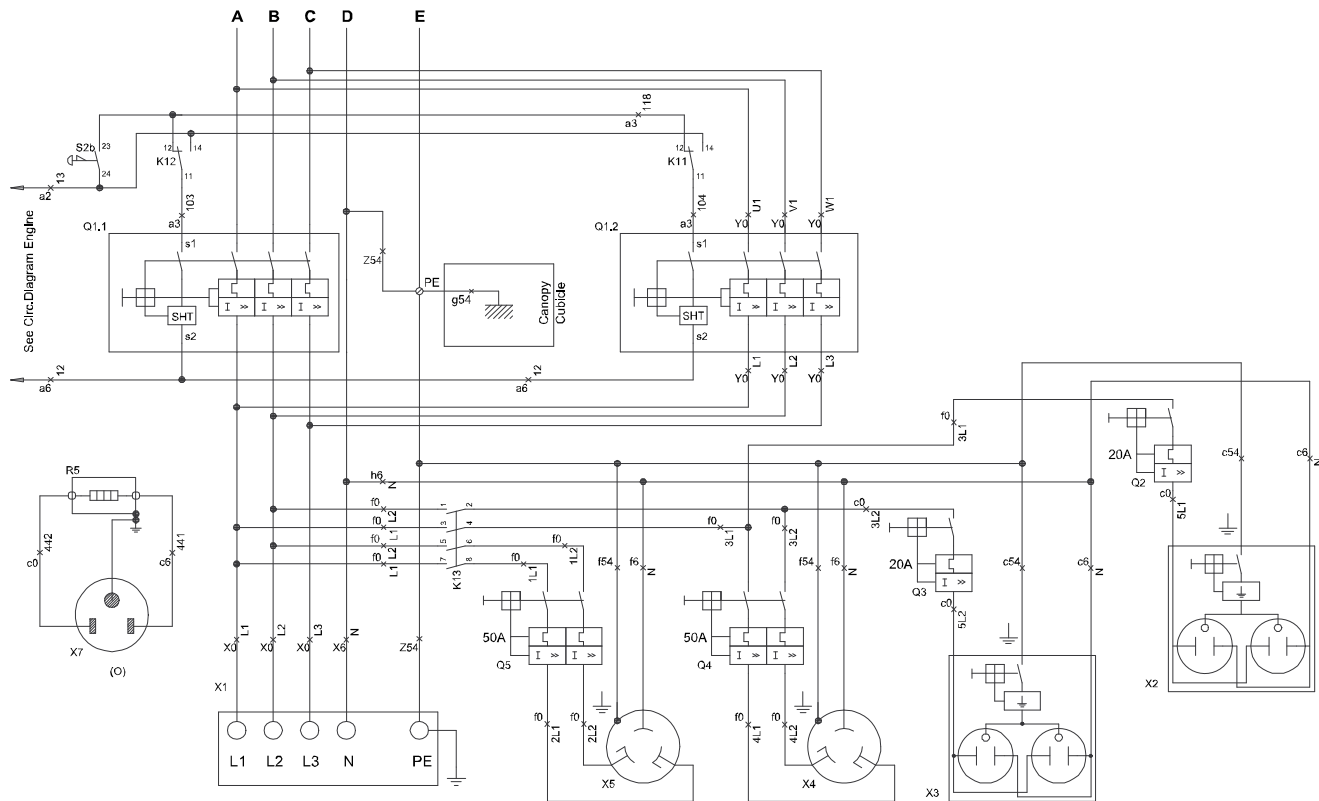 A B C D E
118
a3
S2b 23
24
12 14
K12
11
12 14
K11
11
13
a2
103
a3
104
a3
U1 V1 W1
Y0 Y0 Y0
Q1.1
s1
Z54
PE
g54
Canopy
Cubicle
Q1.2
s1
See Circ.Diagram Engine
SHT
I >> >>
s2
SHT
I >> >>
s2
L1 L2 L3
Y0 Y0 Y0
12
a6
12
a6
f0
3L1
20A
I >>
Q2
c54
c6
N
c0
5L1
R5
442
c0
441
c6
X7
(O)
h6
N
f0 L2 1 2
f0 L1 3 4
f0 L2 5 6
f0 L1 7 8
K13
f0
3L1
f0
3L2
c0
3L2
f0
1L1
f0
1L2
f54
f6
N
f54
f6
N
20A
I >>
Q3
c0
5L2
c54
c6
N
50A
I >> >>
Q5
50A
I >> >>
Q4
L1 L2 L3 N
X0 X0 X0 X6 Z54
X1
X2
f0 f0
2L1 2L2
f0 f0
4L1 4L2
L1 L2 L3 N PE
X5
X4
X3